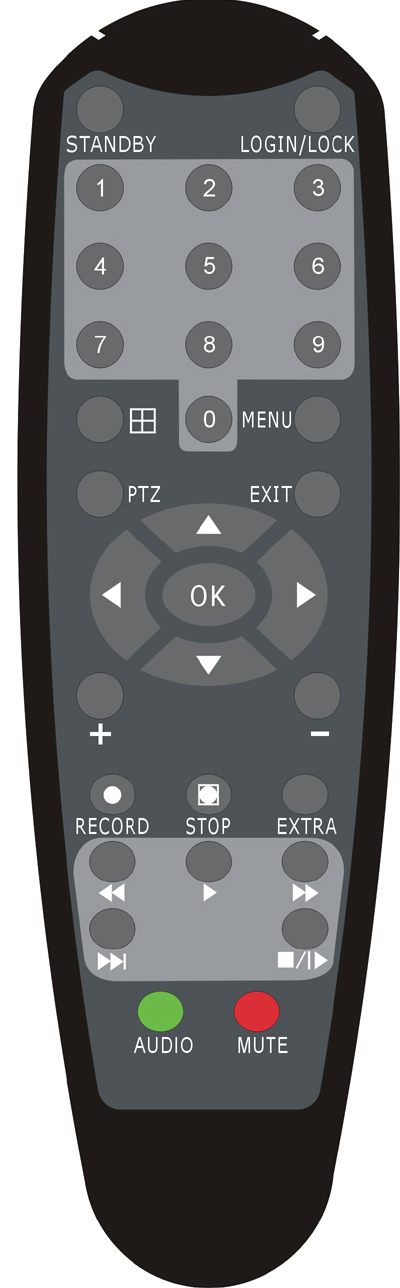 STANDBY LOGIN/LOCK
1 2 3
4 5 6
7 8 9
0 MENU
PTZ EXIT
OK
+ −
RECORD STOP EXTRA
AUDIO MUTE